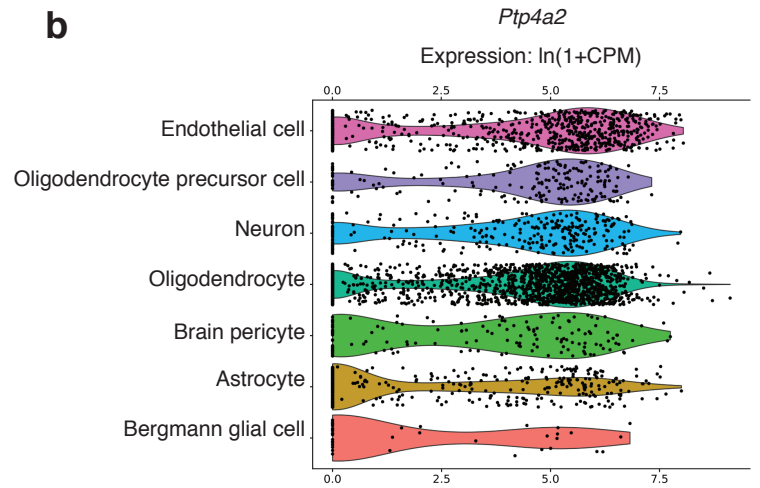 b
Ptp4a2
Expression: ln(1+CPM)
0.0 2.5 5.0 7.5
Endothelial cell
Oligodendrocyte precursor cell
Neuron
Oligodendrocyte
Brain pericyte
Astrocyte
Bergmann glial cell
0.0 2.5 5.0 7.5